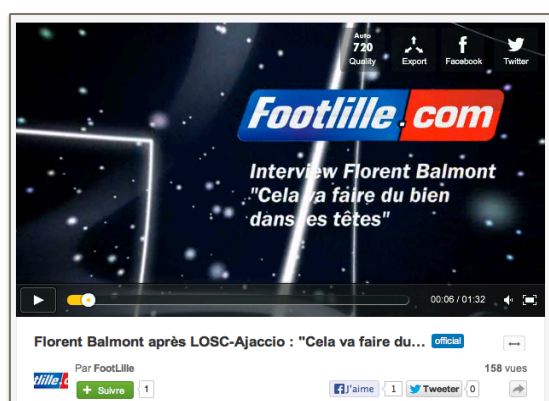 Auto
720
Quality
Export
Facebook
Twitter
Footlille.com
Interview Florent Balmont
"Cela va faire du bien
dans les têtes"
00:06 / 01:32
Florent Balmont après LOSC-Ajaccio : "Cela va faire du... official
Par FootLille
158 vues
+ Suivre 1
J'aime 1 Tweeter 0